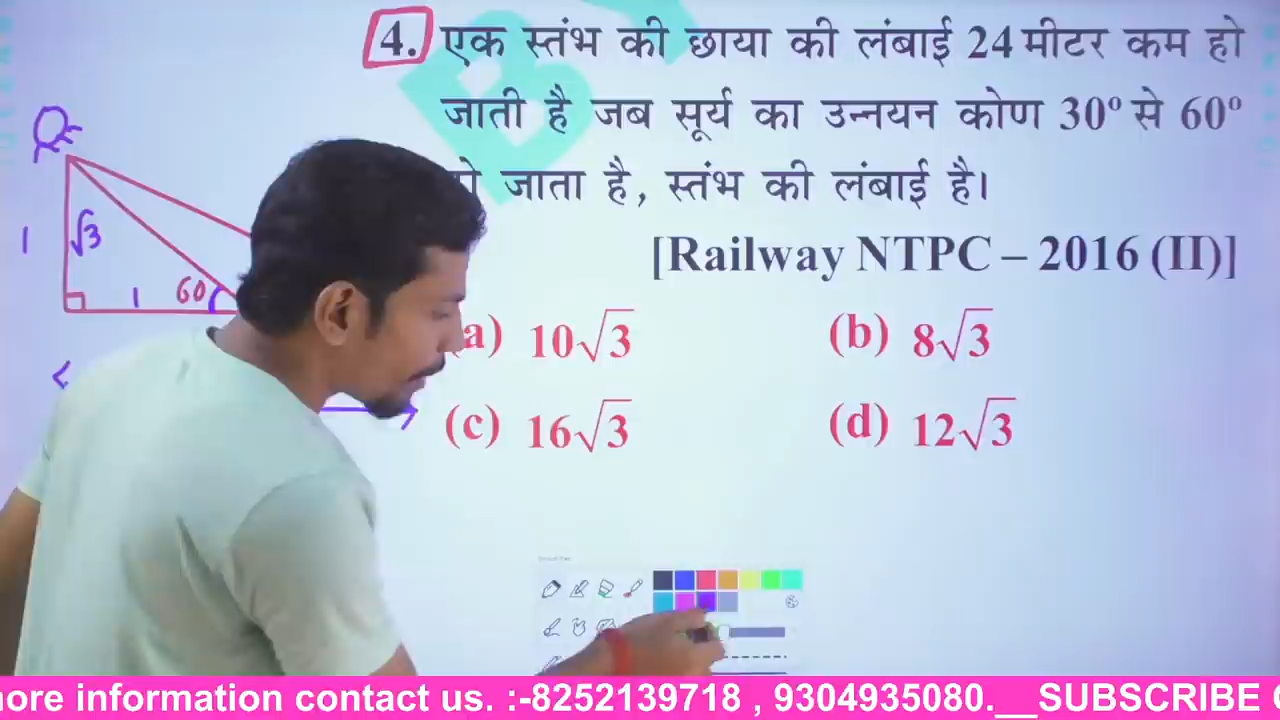 4. एक स्तंभ की छाया की लंबाई 24 मीटर कम हो
जाती है जब सूर्य का उन्नयन कोण 30° से 60°
जाता है, स्तंभ की लंबाई है।
[Railway NTPC – 2016 (II)]
(a) 10√3
(b) 8√3
(c) 16√3
(d) 12√3
1
√3
1
60
more information contact us. :-8252139718 , 9304935080.__SUBSCRIBE